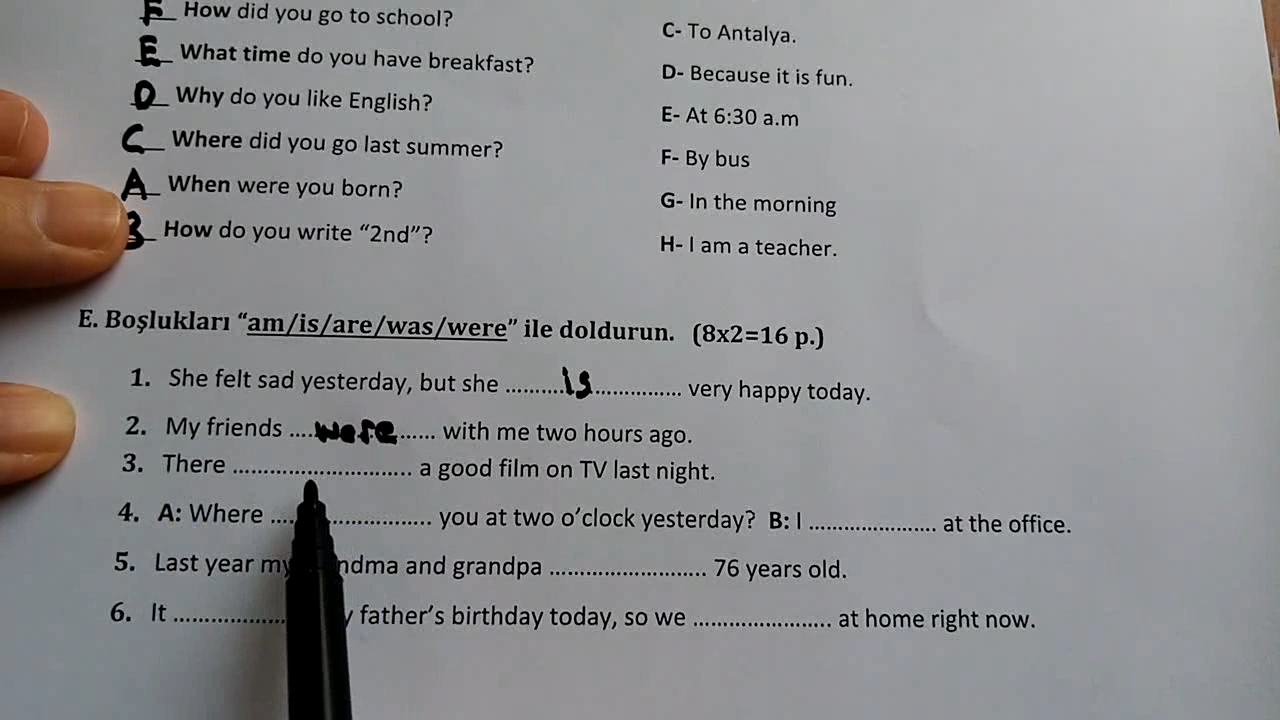 F How did you go to school?
E What time do you have breakfast?
D Why do you like English?
C Where did you go last summer?
A When were you born?
B How do you write “2nd”?
C- To Antalya.
D- Because it is fun.
E- At 6:30 a.m
F- By bus
G- In the morning
H- I am a teacher.
E. Boşlukları “am/is/are/was/were” ile doldurun. (8x2=16 p.)
1. She felt sad yesterday, but she .........is............... very happy today.
2. My friends ....were...... with me two hours ago.
3. There .............................. a good film on TV last night.
4. A: Where .......................... you at two o’clock yesterday? B: I ..................... at the office.
5. Last year my grandma and grandpa .......................... 76 years old.
6. It ................... father’s birthday today, so we ....................... at home right now.